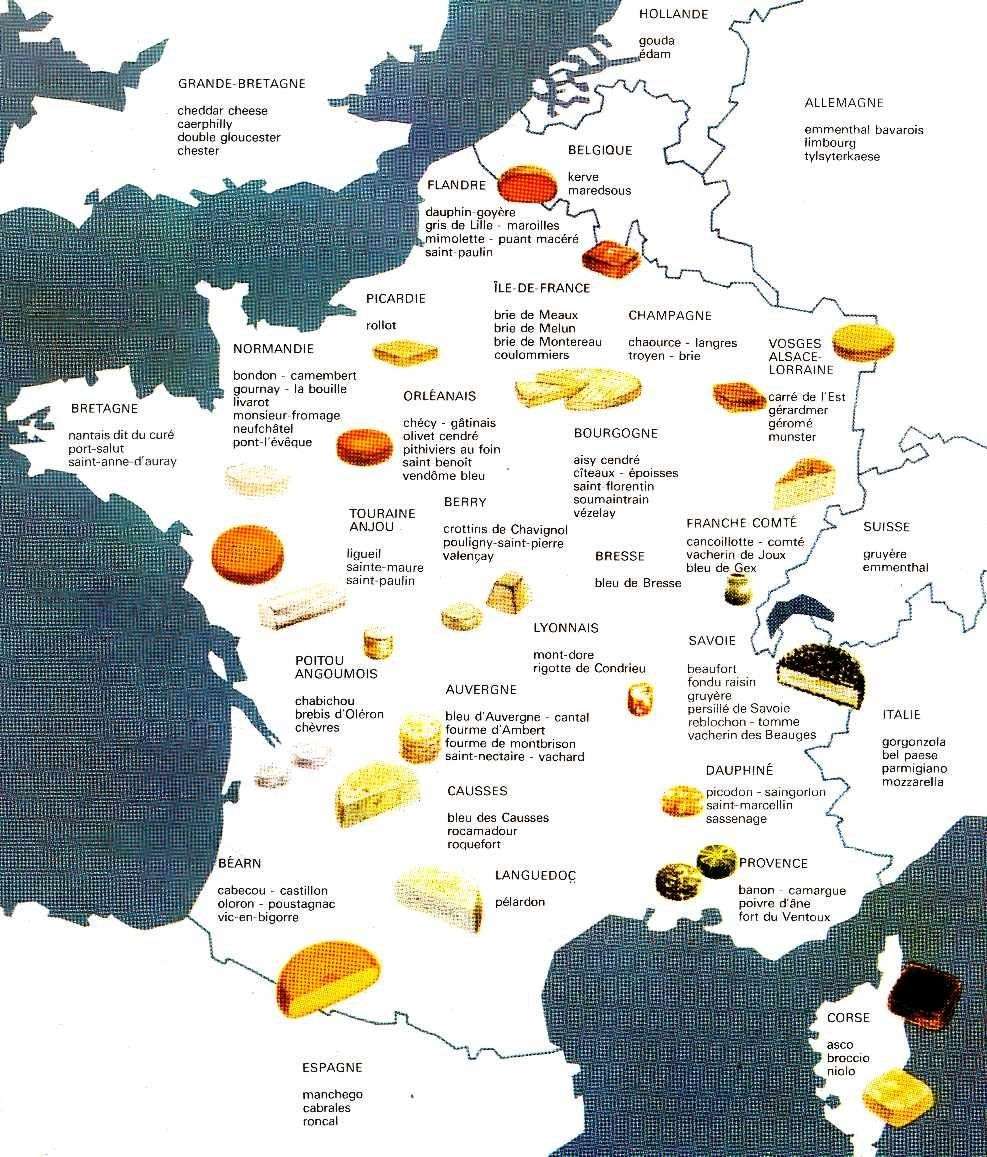 HOLLANDE
gouda
édam
GRANDE-BRETAGNE
cheddar cheese
caerphilly
double gloucester
chester
ALLEMAGNE
emmenthal bavarois
limbourg
tylsyterkaese
BELGIQUE
kerve
maredsous
FLANDRE
dauphin-goyère
gris de Lille - maroilles
mimolette - puant macéré
saint-paulin
PICARDIE
rollot
ÎLE-DE-FRANCE
brie de Meaux
brie de Melun
brie de Montereau
coulommiers
CHAMPAGNE
chaource - langres
troyen - brie
VOSGES
ALSACE-
LORRAINE
carré de l'Est
gérardmer
géromé
munster
NORMANDIE
bondon - camembert
gournay - la bouille
livarot
monsieur-fromage
neufchâtel
pont-l'évêque
BRETAGNE
nantais dit du curé
port-salut
saint-anne-d'auray
ORLÉANAIS
chécy - gâtinais
olivet cendré
pithiviers au foin
saint benoit
vendôme bleu
BOURGOGNE
aisy cendré
cîteaux - époisses
saint florentin
soumaintrain
vézelay
BERRY
crottins de Chavignol
pouligny-saint-pierre
valençay
TOURAINE
ANJOU
ligueil
sainte-maure
saint-paulin
FRANCHE COMTÉ
cancoillotte - comté
vacherin de Joux
bleu de Gex
SUISSE
gruyère
emmenthal
BRESSE
bleu de Bresse
LYONNAIS
mont-dore
rigotte de Condrieu
SAVOIE
beaufort
fondu raisin
gruyère
persillé de Savoie
reblochon - tomme
vacherin des Beauges
POITOU
ANGOUMOIS
chabichou
brebis d'Oléron
chèvres
AUVERGNE
bleu d'Auvergne - cantal
fourme d'Ambert
fourme de montbrison
saint-nectaire - vachard
ITALIE
gorgonzola
bel paese
parmigiano
mozzarella
DAUPHINÉ
picodon - saingorlon
saint-marcellin
sassenage
CAUSSES
bleu des Causses
rocamadour
roquefort
BÉARN
cabecou - castillon
oloron - poustagnac
vic-en-bigorre
LANGUEDOC
pélardon
PROVENCE
banon - camargue
poivre d'âne
fort du Ventoux
CORSE
asco
broccio
niolo
ESPAGNE
manchego
cabrales
roncal